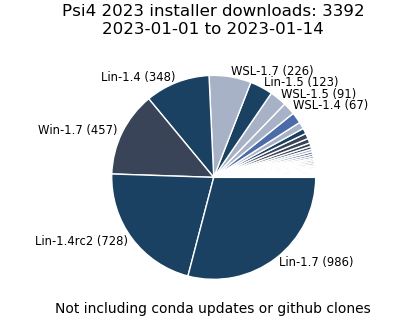 Psi4 2023 installer downloads: 3392
2023-01-01 to 2023-01-14
WSL-1.7 (226)
Lin-1.4 (348)
Lin-1.5 (123)
WSL-1.5 (91)
WSL-1.4 (67)
Win-1.7 (457)
Lin-1.4rc2 (728)
Lin-1.7 (986)
Not including conda updates or github clones